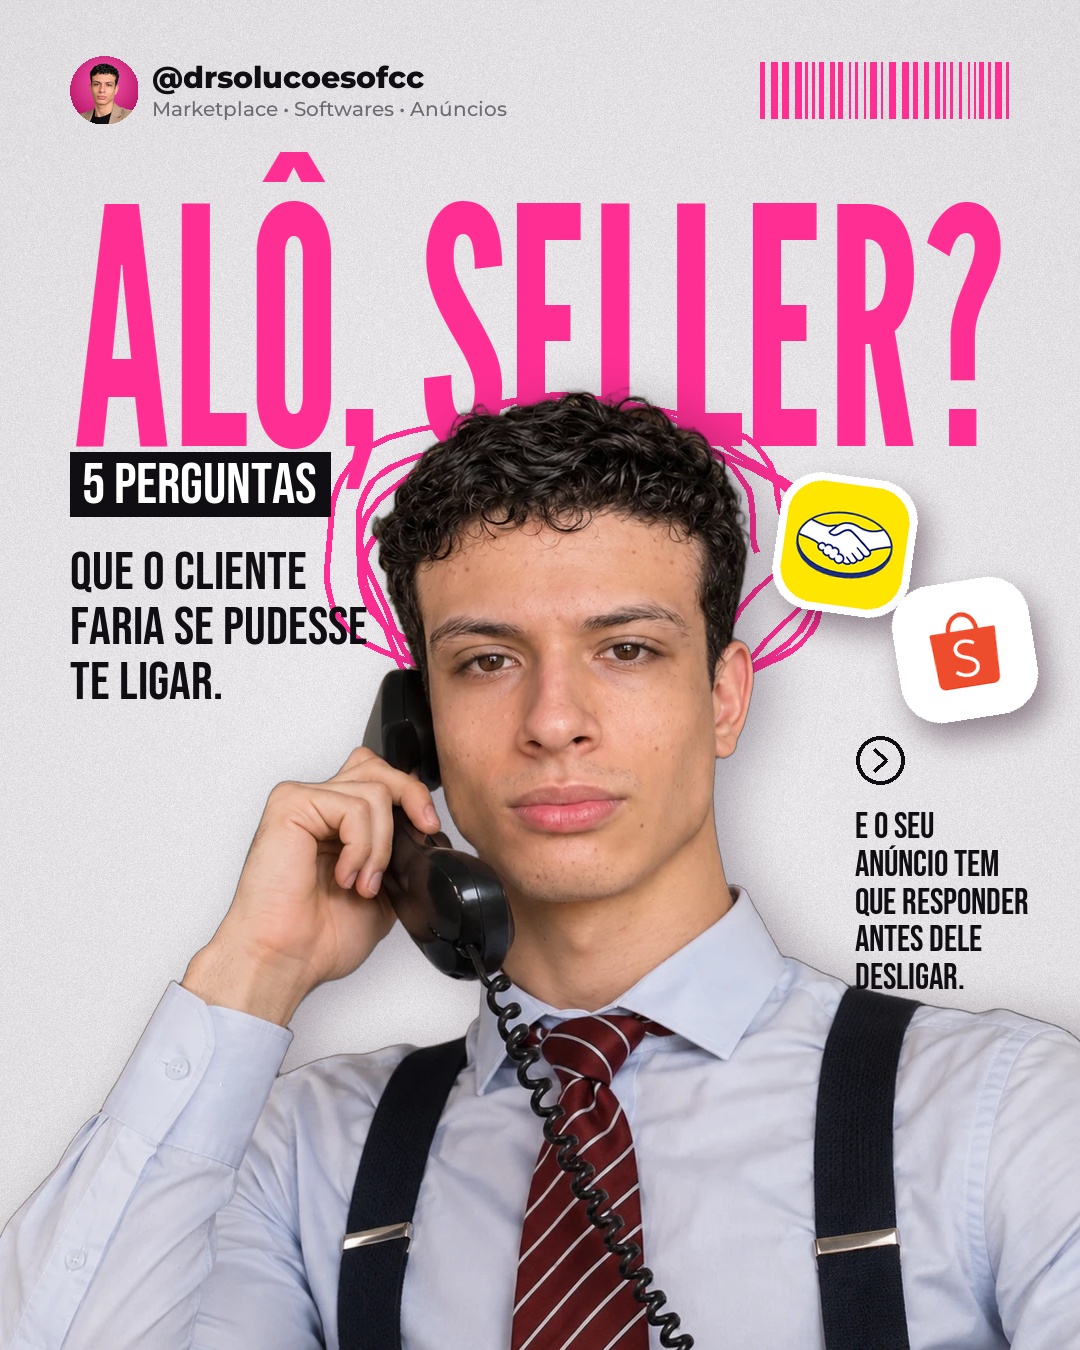 @drsolucoesofcc
Marketplace • Softwares • Anúncios
ALÔ, SELLER?
5 PERGUNTAS
QUE O CLIENTE
FARIA SE PUDESSE
TE LIGAR.
S
E O SEU
ANÚNCIO TEM
QUE RESPONDER
ANTES DELE
DESLIGAR.